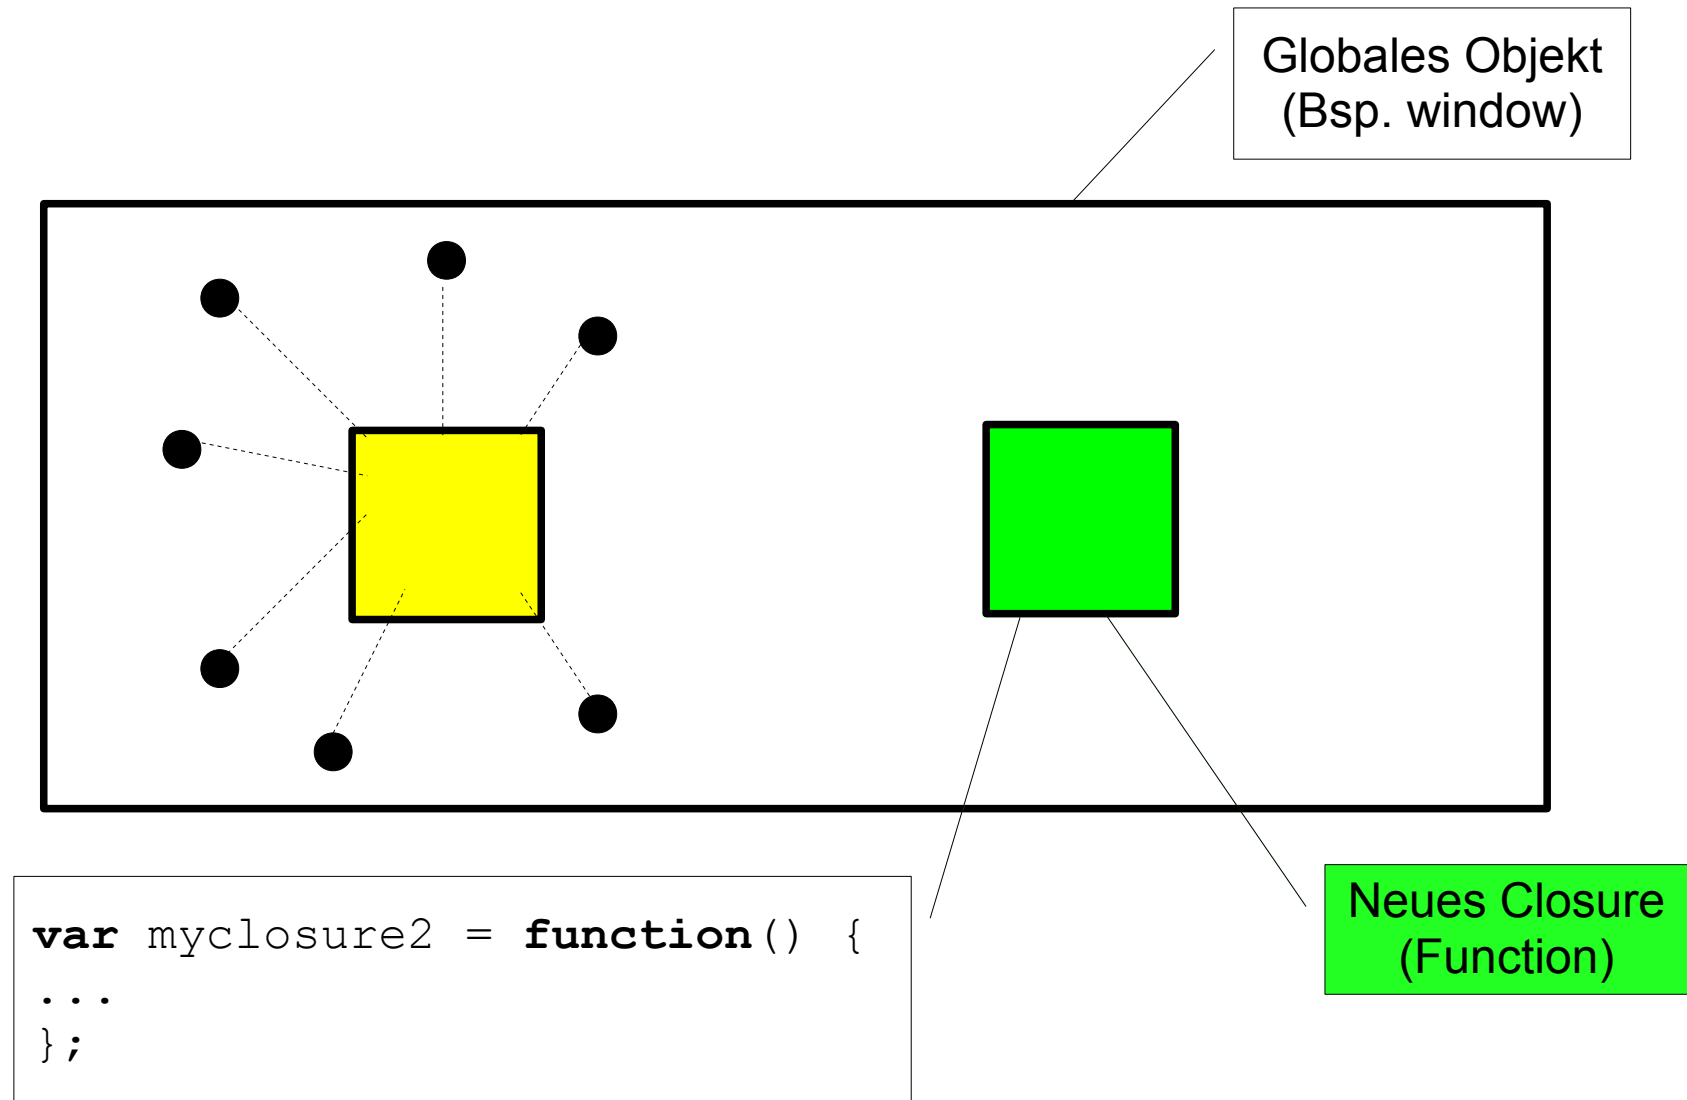 Globales Objekt
(Bsp. window)
var myclosure2 = function() {
...
};
Neues Closure
(Function)